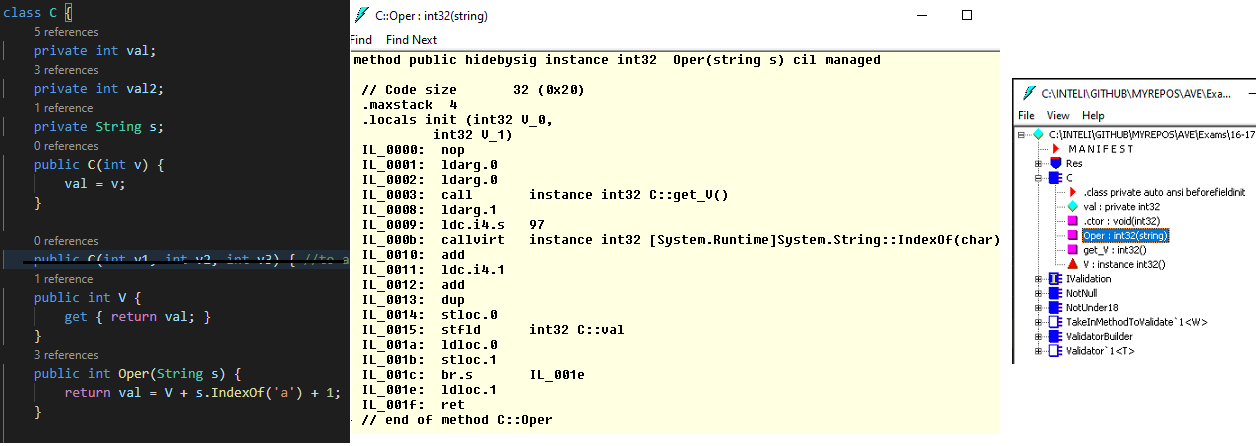 class C {
5 references
private int val;
3 references
private int val2;
1 reference
private String s;
0 references
public C(int v) {
val = v;
}
0 references
public C(int v1, int v2, int v3) { //to a
1 reference
public int V {
get { return val; }
}
3 references
public int Oper(String s) {
return val = V + s.IndexOf('a') + 1;
}
C::Oper : int32(string)
Find Find Next
method public hidebysig instance int32  Oper(string s) cil managed
// Code size       32 (0x20)
.maxstack  4
.locals init (int32 V_0,
int32 V_1)
IL_0000:  nop
IL_0001:  ldarg.0
IL_0002:  ldarg.0
IL_0003:  call       instance int32 C::get_V()
IL_0008:  ldarg.1
IL_0009:  ldc.i4.s   97
IL_000b:  callvirt   instance int32 [System.Runtime]System.String::IndexOf(char)
IL_0010:  add
IL_0011:  ldc.i4.1
IL_0012:  add
IL_0013:  dup
IL_0014:  stloc.0
IL_0015:  stfld      int32 C::val
IL_001a:  ldloc.0
IL_001b:  stloc.1
IL_001c:  br.s       IL_001e
IL_001e:  ldloc.1
IL_001f:  ret
// end of method C::Oper
C:\INTELI\GITHUB\MYREPOS\AVE\Exams...
File View Help
C:\INTELI\GITHUB\MYREPOS\AVE\Exams\16-17
MANIFEST
Res
C
.class private auto ansi beforefieldinit
val : private int32
.ctor : void(int32)
Oper : int32(string)
get_V : int32()
V : instance int32()
IValidation
NotNull
NotUnder18
TakeInMethodToValidate`1<W>
ValidatorBuilder
Validator`1<T>